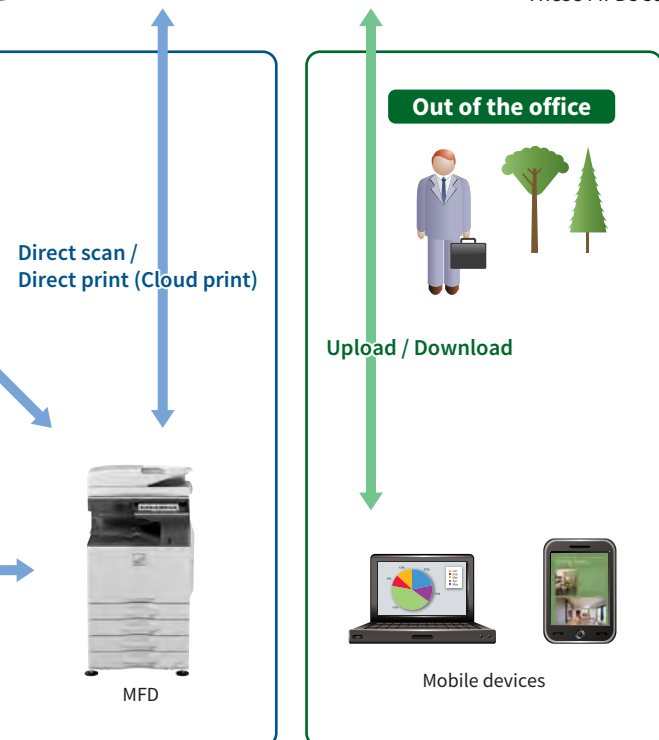 Out of the office
Direct scan /
Direct print (Cloud print)
Upload / Download
MFD
Mobile devices